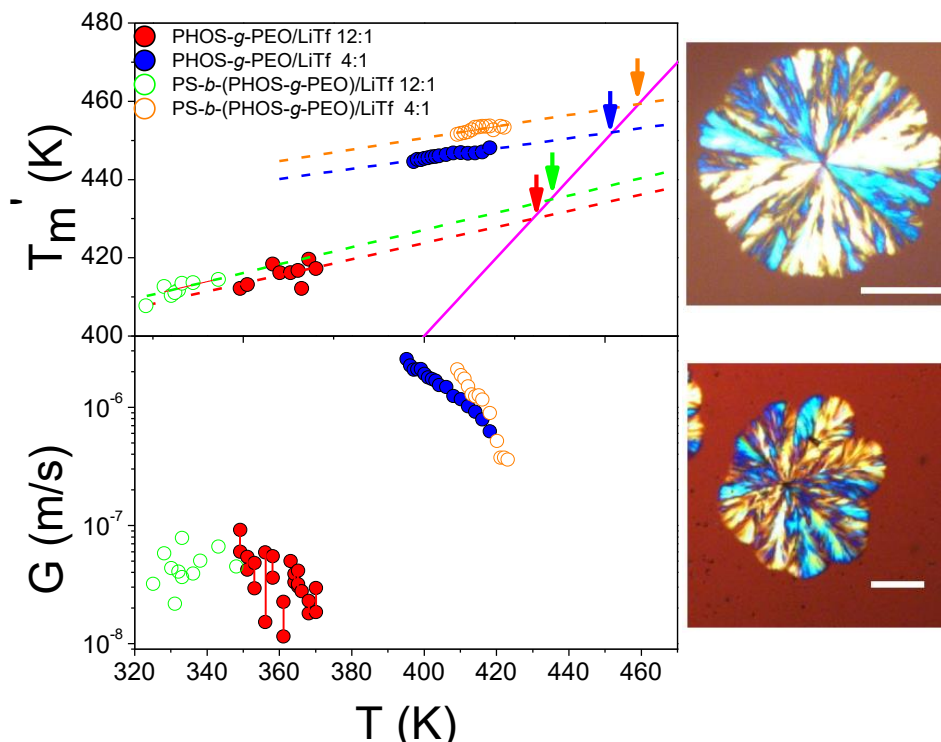 480
PHOS-g-PEO/LiTf 12:1
PHOS-g-PEO/LiTf 4:1
PS-b-(PHOS-g-PEO)/LiTf 12:1
PS-b-(PHOS-g-PEO)/LiTf 4:1
460
440
420
400
Tm' (K)
10⁻⁶
10⁻⁷
10⁻⁸
G (m/s)
320 340 360 380 400 420 440 460
T (K)